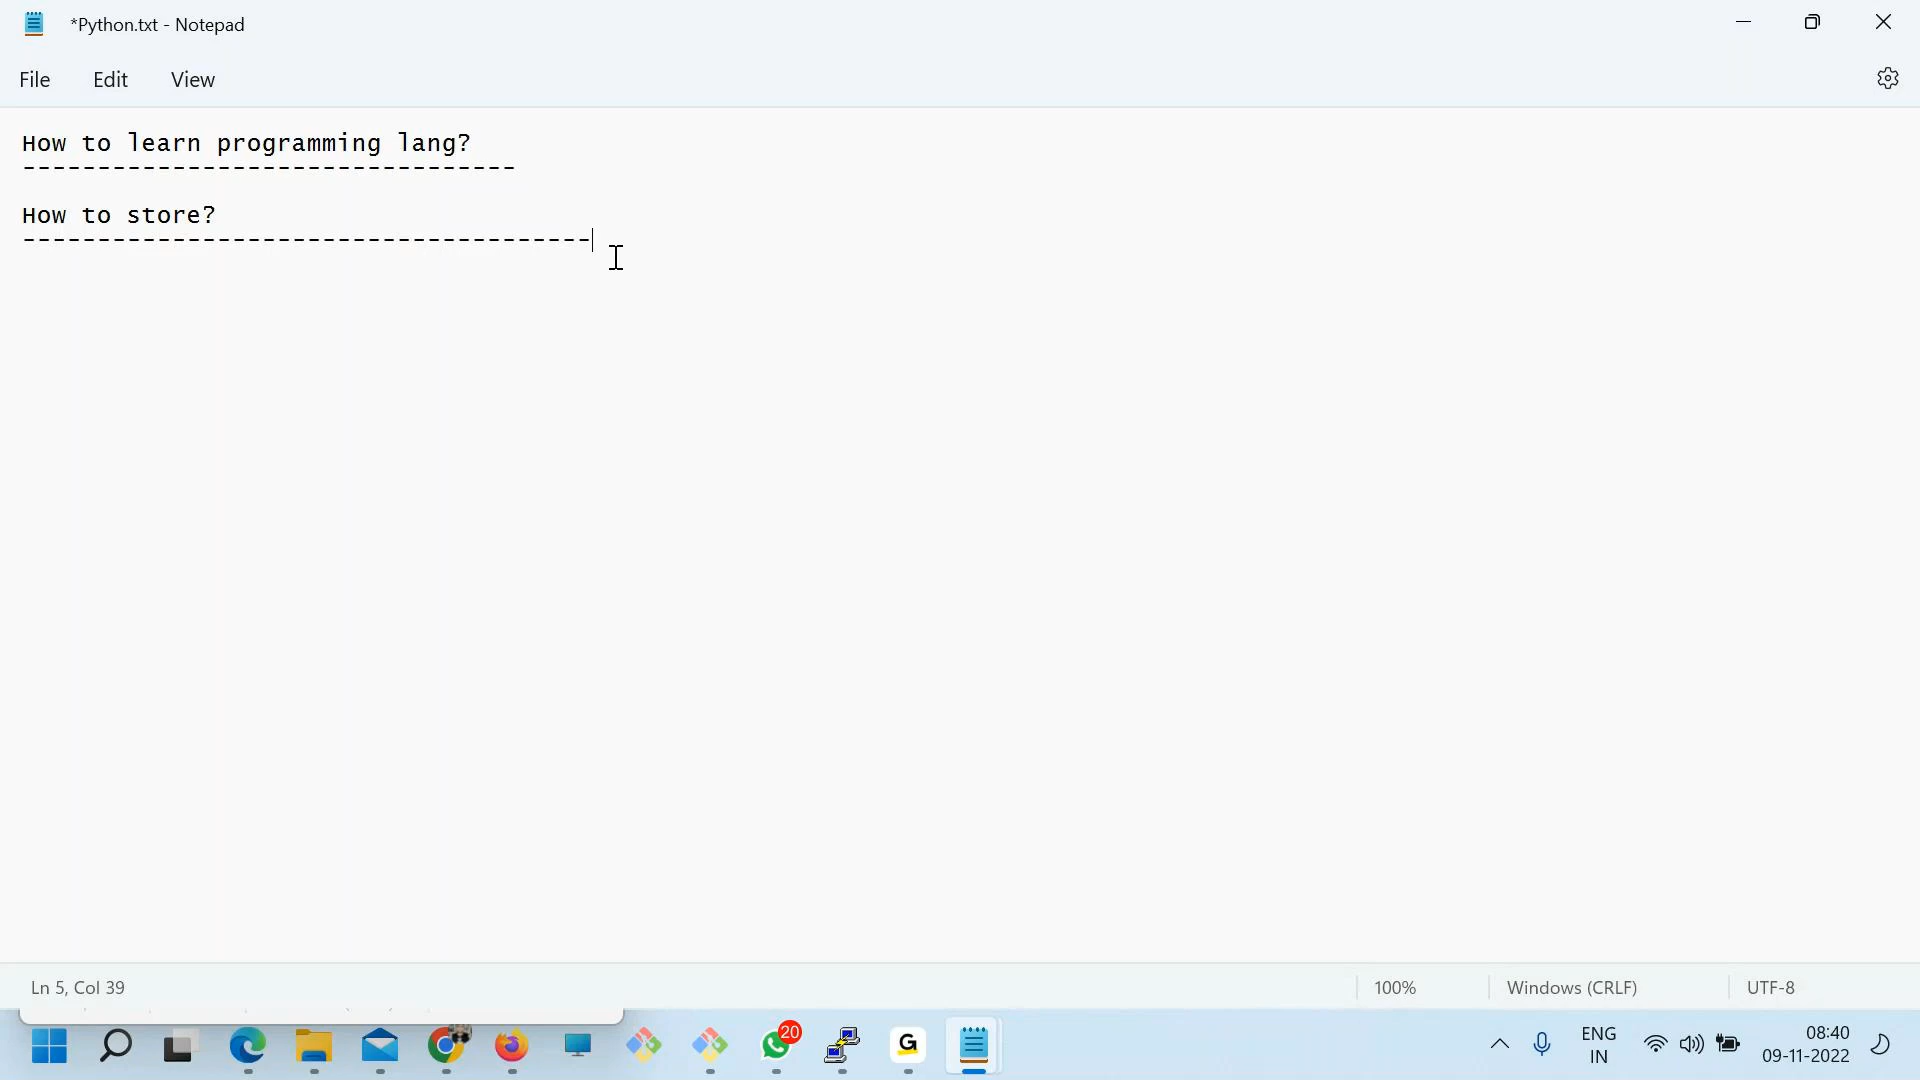 *Python.txt - Notepad
File Edit View
How to learn programming lang?
---------------------------------
How to store?
--------------------------------------
Ln 5, Col 39 100% Windows (CRLF) UTF-8
20
G
ENG
IN
08:40
09-11-2022